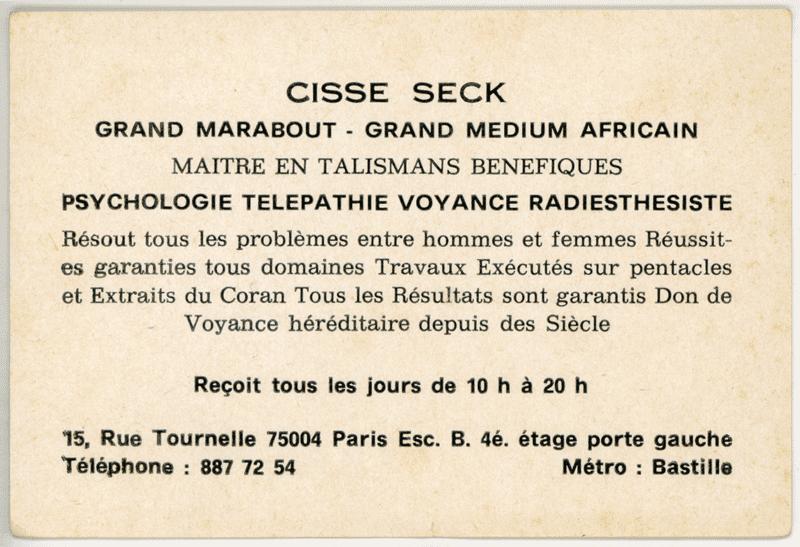 CISSE SECK
GRAND MARABOUT - GRAND MEDIUM AFRICAIN
MAITRE EN TALISMANS BENEFIQUES
PSYCHOLOGIE TELEPATHIE VOYANCE RADIESTHESISTE
Résout tous les problèmes entre hommes et femmes Réussit-
es garanties tous domaines Travaux Exécutés sur pentacles
et Extraits du Coran Tous les Résultats sont garantis Don de
Voyance héréditaire depuis des Siècle
Reçoit tous les jours de 10 h à 20 h
15, Rue Tournelle 75004 Paris Esc. B. 4é. étage porte gauche
Téléphone : 887 72 54 Métro : Bastille